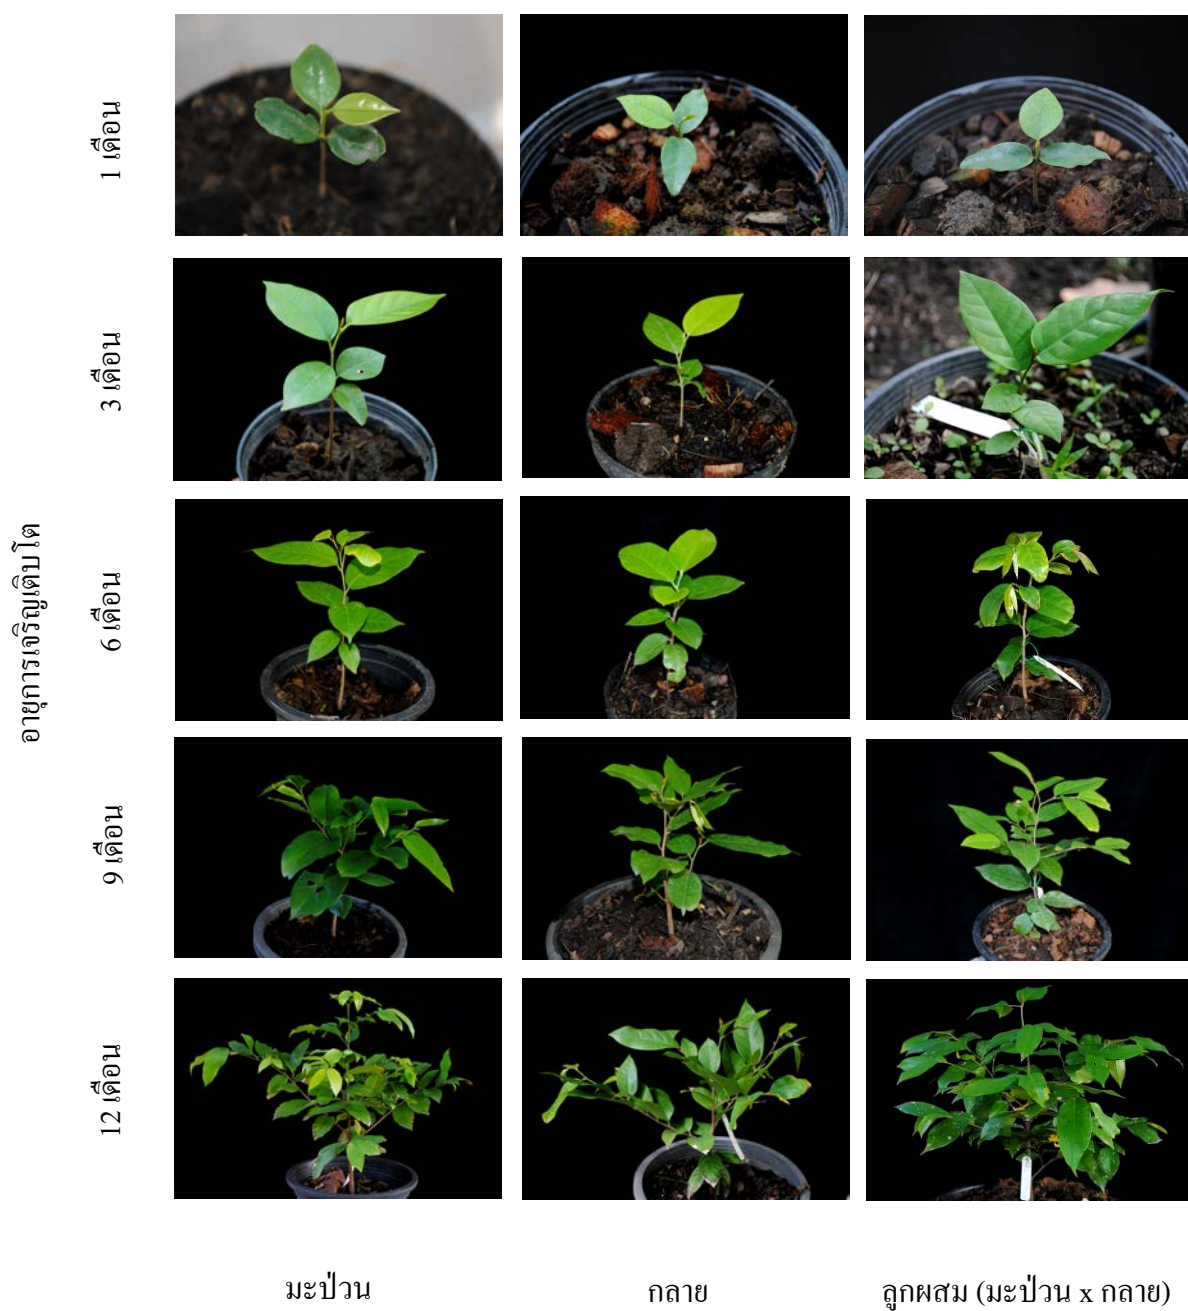 1 เดือน
3 เดือน
อายุการเจริญเติบโต
6 เดือน
9 เดือน
12 เดือน
มะป่วน
กลาย
ลูกผสม (มะป่วน x กลาย)